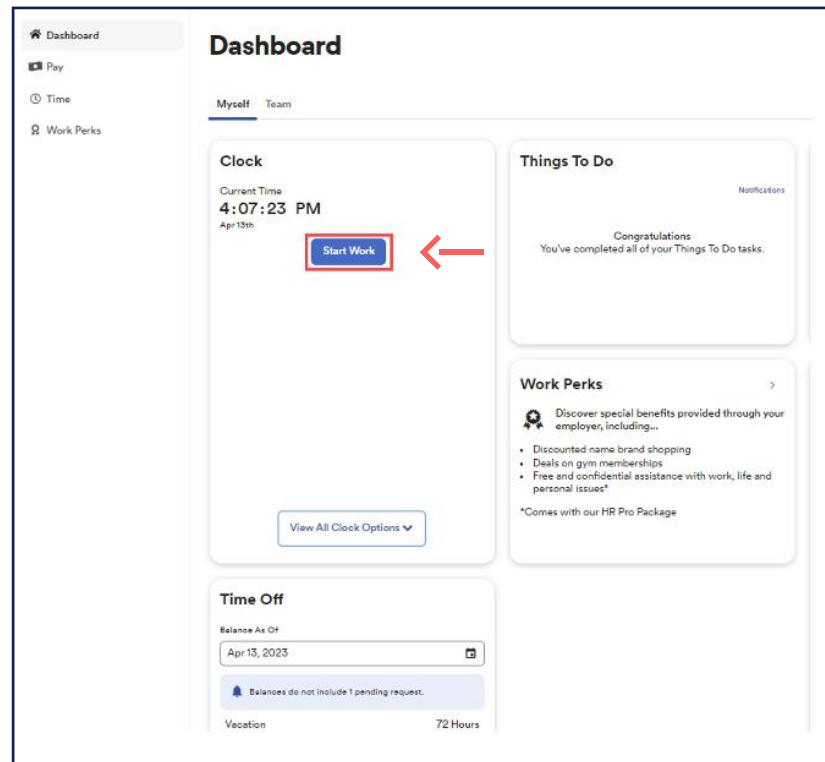 Dashboard
Pay
Time
Work Perks
Dashboard
Myself Team
Clock
Current Time
4:07:23 PM
Apr 13th
Start Work
View All Clock Options
Things To Do
Notifications
Congratulations
You've completed all of your Things To Do tasks.
Work Perks
Discover special benefits provided through your
employer, including...
• Discounted name brand shopping
• Deals on gym memberships
• Free and confidential assistance with work, life and
personal issues*
*Comes with our HR Pro Package
Time Off
Balance As Of
Apr 13, 2023
Balances do not include 1 pending request.
Vacation 72 Hours